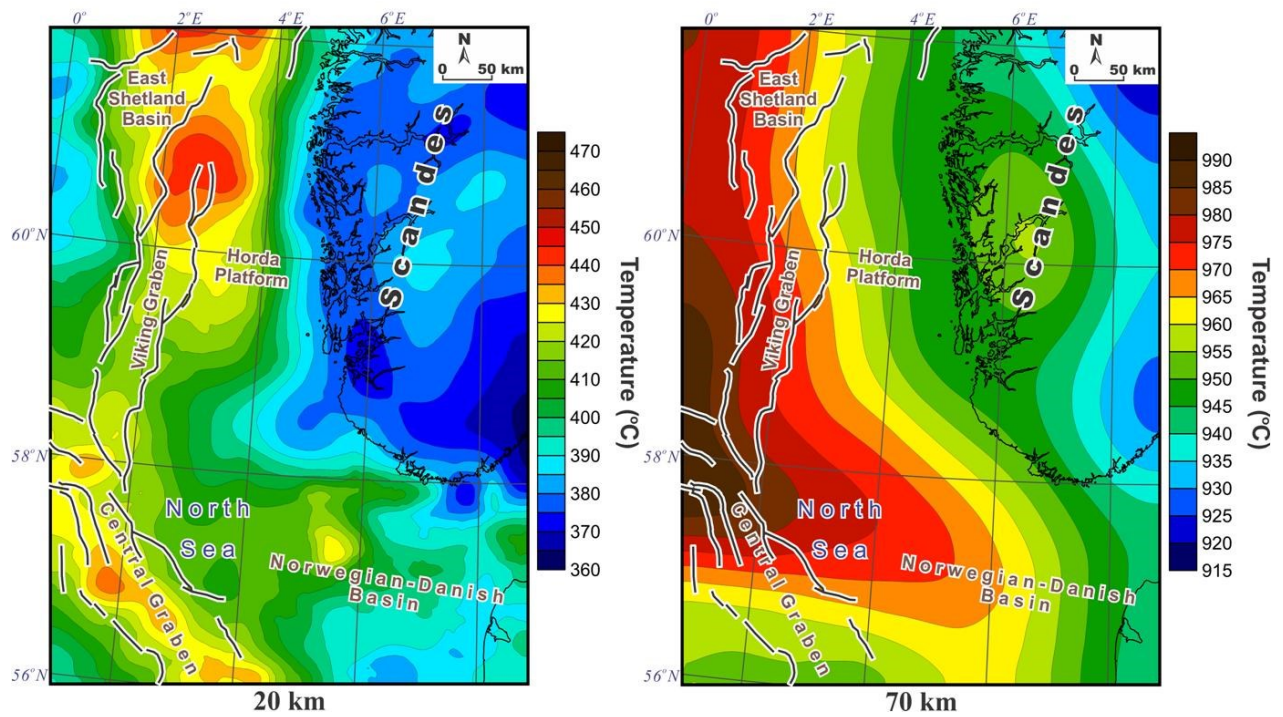 0° 2°E 4°E 6°E
N
0 50 km
East
Shetland
Basin
Scandes
60°N
Horda
Platform
Viking Graben
58°N
North
Sea
Central Graben
Norwegian-Danish
Basin
56°N
20 km
470
460
450
440
430
420
410
400
390
380
370
360
Temperature (°C)
0° 2°E 4°E 6°E
N
0 50 km
East
Shetland
Basin
Scandes
60°N
Horda
Platform
Viking Graben
58°N
North
Sea
Central Graben
Norwegian-Danish
Basin
56°N
70 km
990
985
980
975
970
965
960
955
950
945
940
935
930
925
920
915
Temperature (°C)